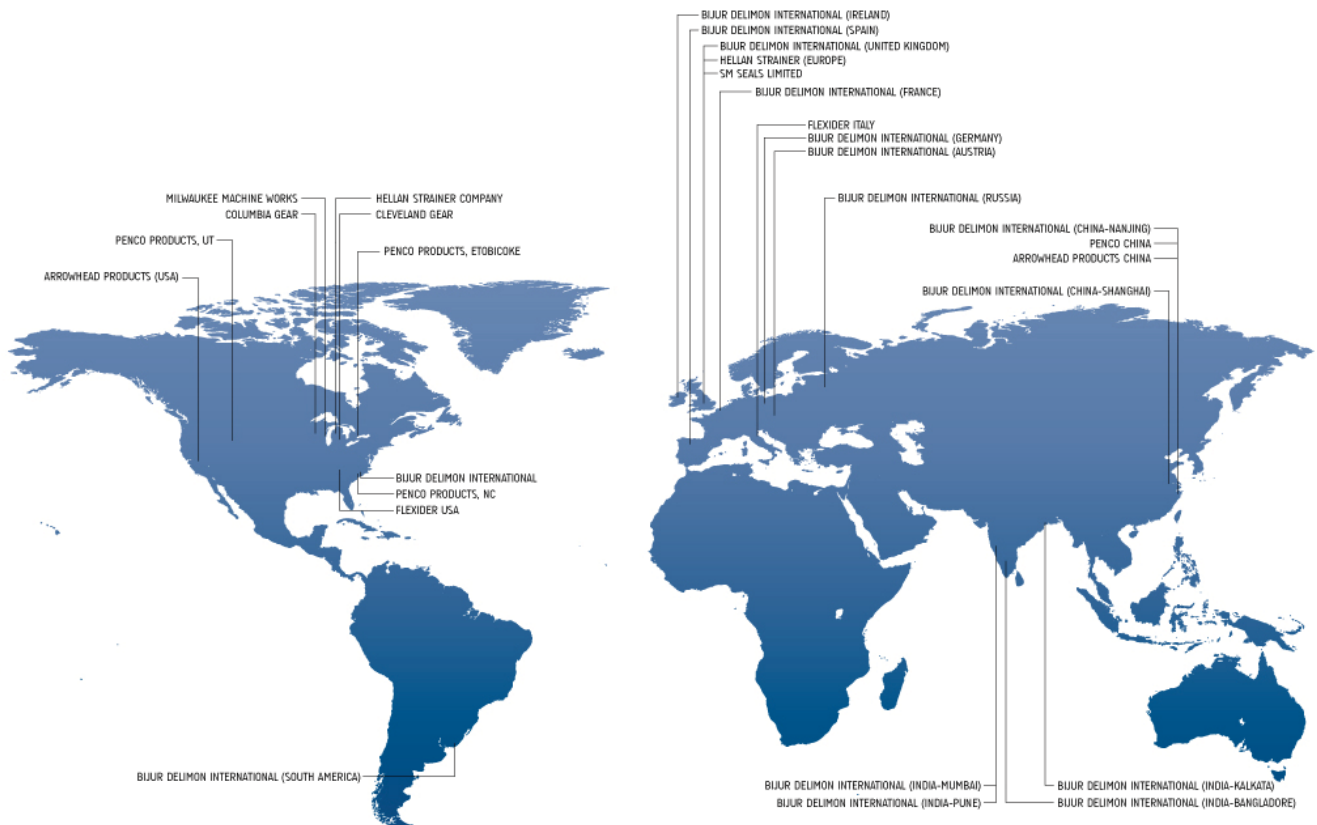 BIJUR DELIMON INTERNATIONAL (IRELAND)
BIJUR DELIMON INTERNATIONAL (SPAIN)
BIJUR DELIMON INTERNATIONAL (UNITED KINGDOM)
HELLAN STRAINER (EUROPE)
SM SEALS LIMITED
BIJUR DELIMON INTERNATIONAL (FRANCE)
FLEXIDER ITALY
BIJUR DELIMON INTERNATIONAL (GERMANY)
BIJUR DELIMON INTERNATIONAL (AUSTRIA)
MILWAUKEE MACHINE WORKS
COLUMBIA GEAR
HELLAN STRAINER COMPANY
CLEVELAND GEAR
PENCO PRODUCTS, UT
PENCO PRODUCTS, ETOBICOKE
ARROWHEAD PRODUCTS (USA)
BIJUR DELIMON INTERNATIONAL (RUSSIA)
BIJUR DELIMON INTERNATIONAL (CHINA-NANJING)
PENCO CHINA
ARROWHEAD PRODUCTS CHINA
BIJUR DELIMON INTERNATIONAL (CHINA-SHANGHAI)
BIJUR DELIMON INTERNATIONAL
PENCO PRODUCTS, NC
FLEXIDER USA
BIJUR DELIMON INTERNATIONAL (SOUTH AMERICA)
BIJUR DELIMON INTERNATIONAL (INDIA-MUMBAI)
BIJUR DELIMON INTERNATIONAL (INDIA-PUNE)
BIJUR DELIMON INTERNATIONAL (INDIA-KALKATA)
BIJUR DELIMON INTERNATIONAL (INDIA-BANGLADORE)